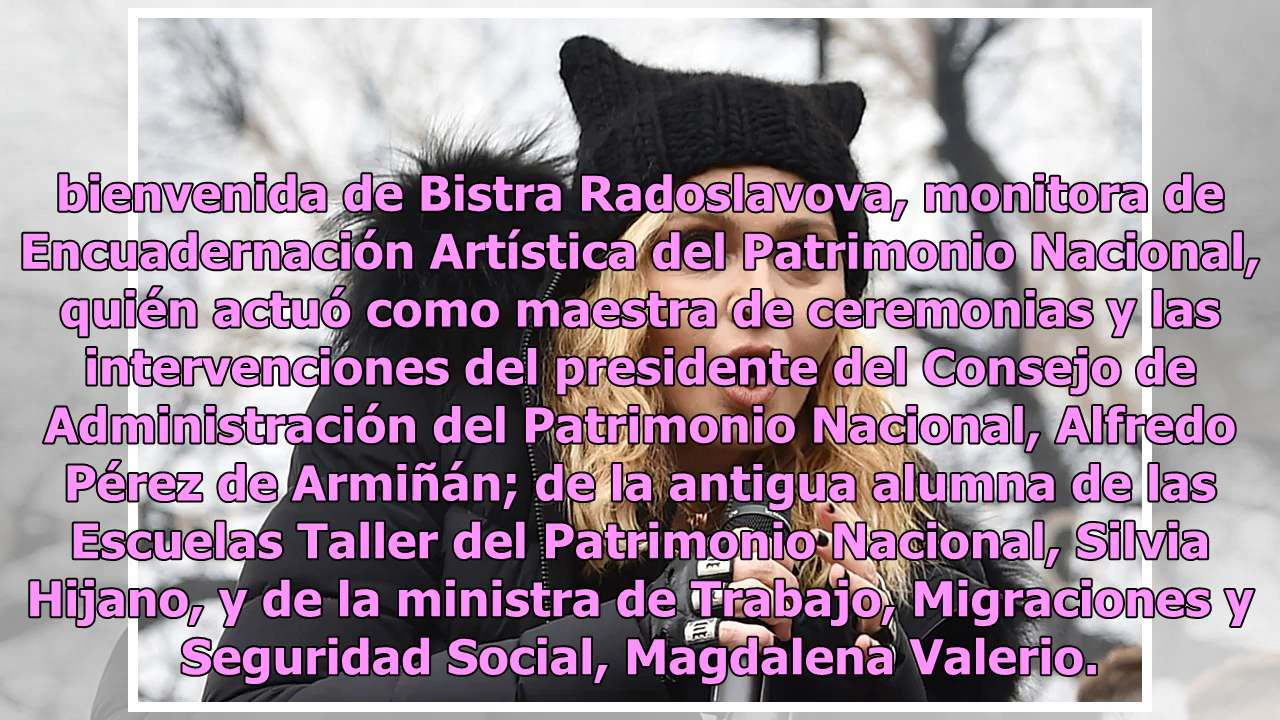 bienvenida de Bistra Radoslavova, monitora de
Encuadernación Artística del Patrimonio Nacional,
quién actuó como maestra de ceremonias y las
intervenciones del presidente del Consejo de
Administración del Patrimonio Nacional, Alfredo
Pérez de Armiñán; de la antigua alumna de las
Escuelas Taller del Patrimonio Nacional, Silvia
Hijano, y de la ministra de Trabajo, Migraciones y
Seguridad Social, Magdalena Valerio.